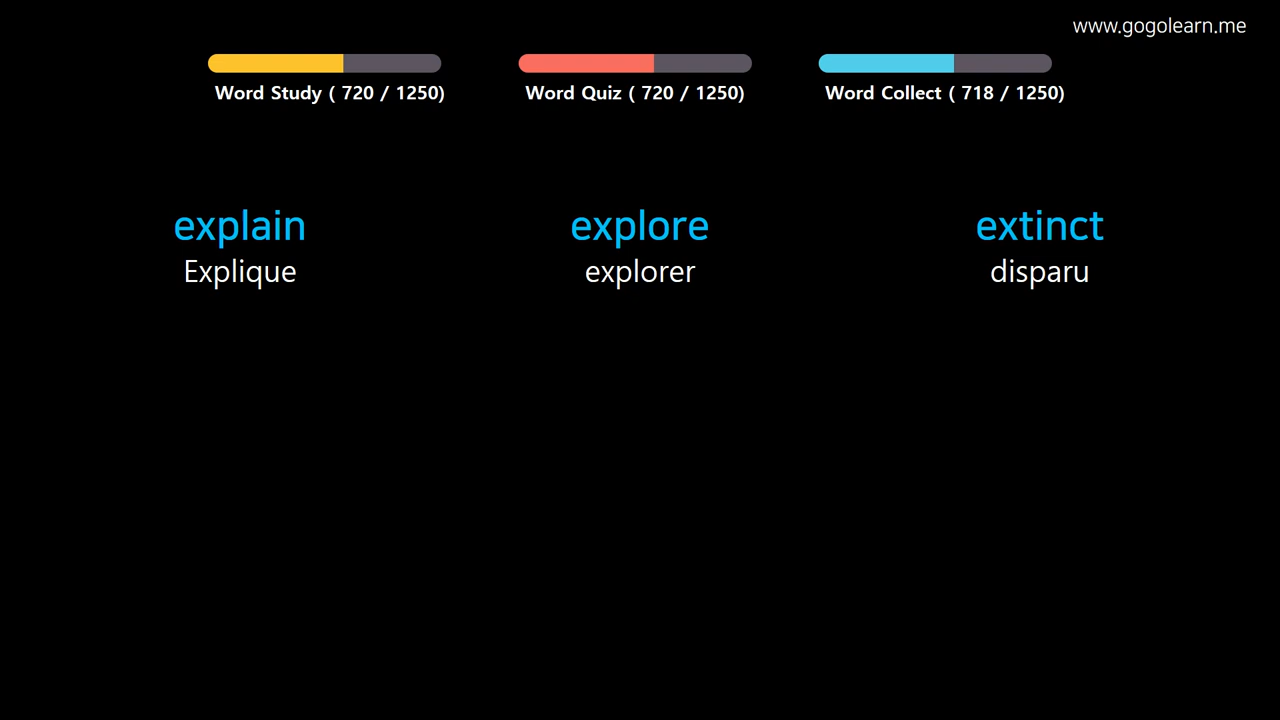 www.gogolearn.me
Word Study ( 720 / 1250)
Word Quiz ( 720 / 1250)
Word Collect ( 718 / 1250)
explain
Explique
explore
explorer
extinct
disparu